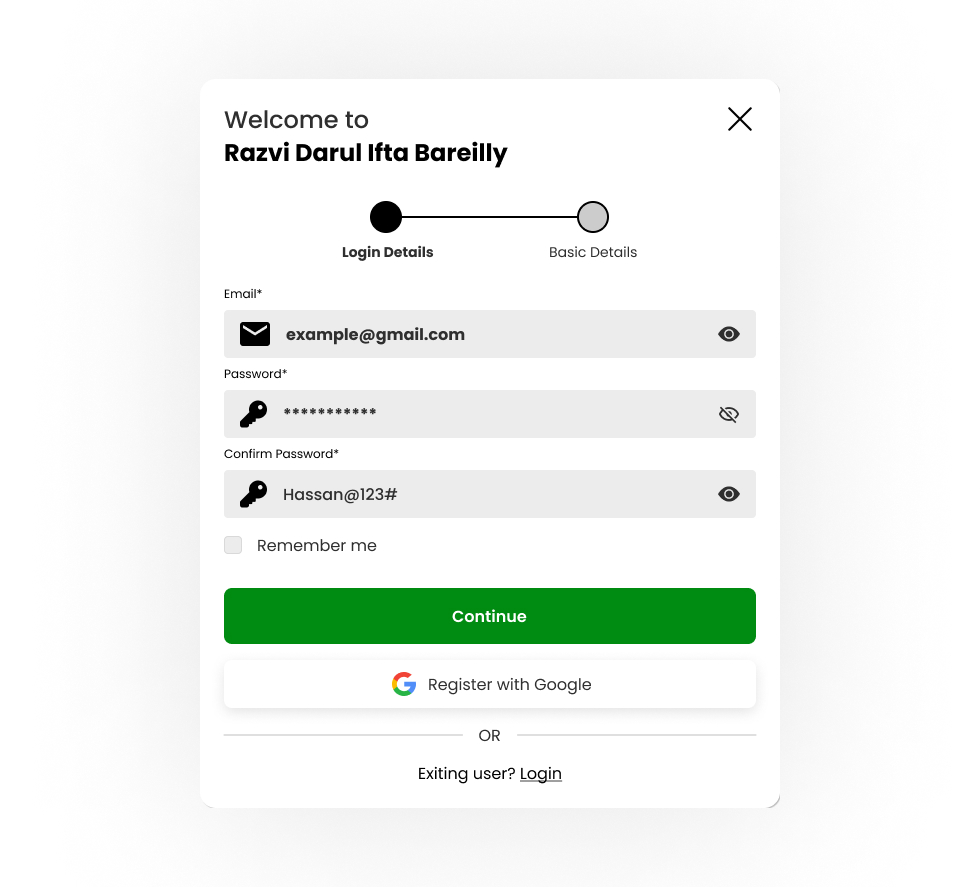 Welcome to
Razvi Darul Ifta Bareilly
Login Details
Basic Details
Email*
example@gmail.com
Password*
***********
Confirm Password*
Hassan@123#
Remember me
Continue
Register with Google
OR
Exiting user? Login